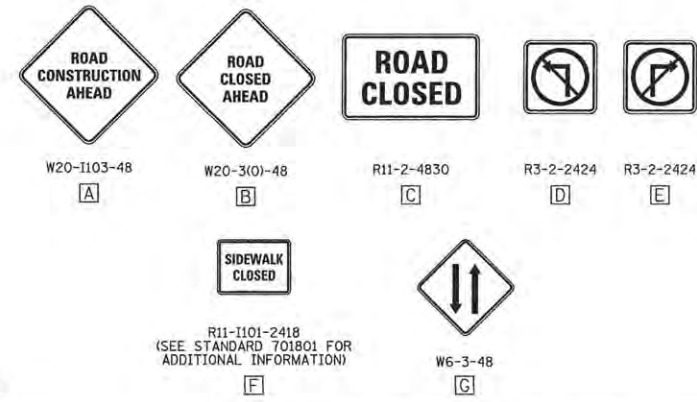 ROAD
CONSTRUCTION
AHEAD
W20-I103-48
A
ROAD
CLOSED
AHEAD
W20-3(O)-48
B
ROAD
CLOSED
R11-2-4830
C
R3-2-2424
D
R3-2-2424
E
SIDEWALK
CLOSED
R11-I101-2418
(SEE STANDARD 701801 FOR
ADDITIONAL INFORMATION)
F
W6-3-48
G